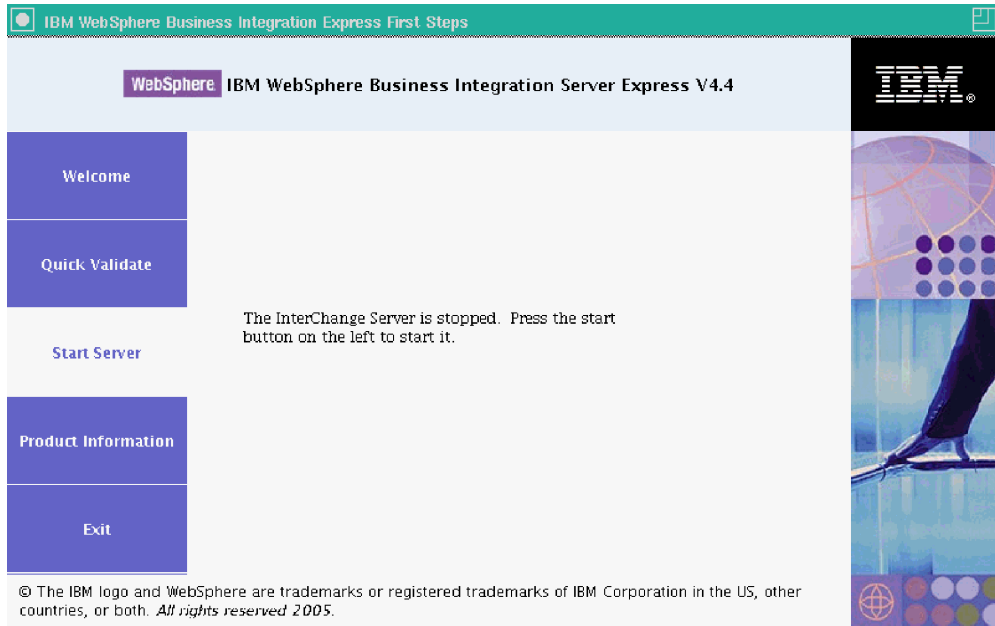 IBM WebSphere Business Integration Express First Steps
WebSphere. IBM WebSphere Business Integration Server Express V4.4
IBM®
Welcome
Quick Validate
The InterChange Server is stopped. Press the start
button on the left to start it.
Start Server
Product Information
Exit
© The IBM logo and WebSphere are trademarks or registered trademarks of IBM Corporation in the US, other
countries, or both. All rights reserved 2005.